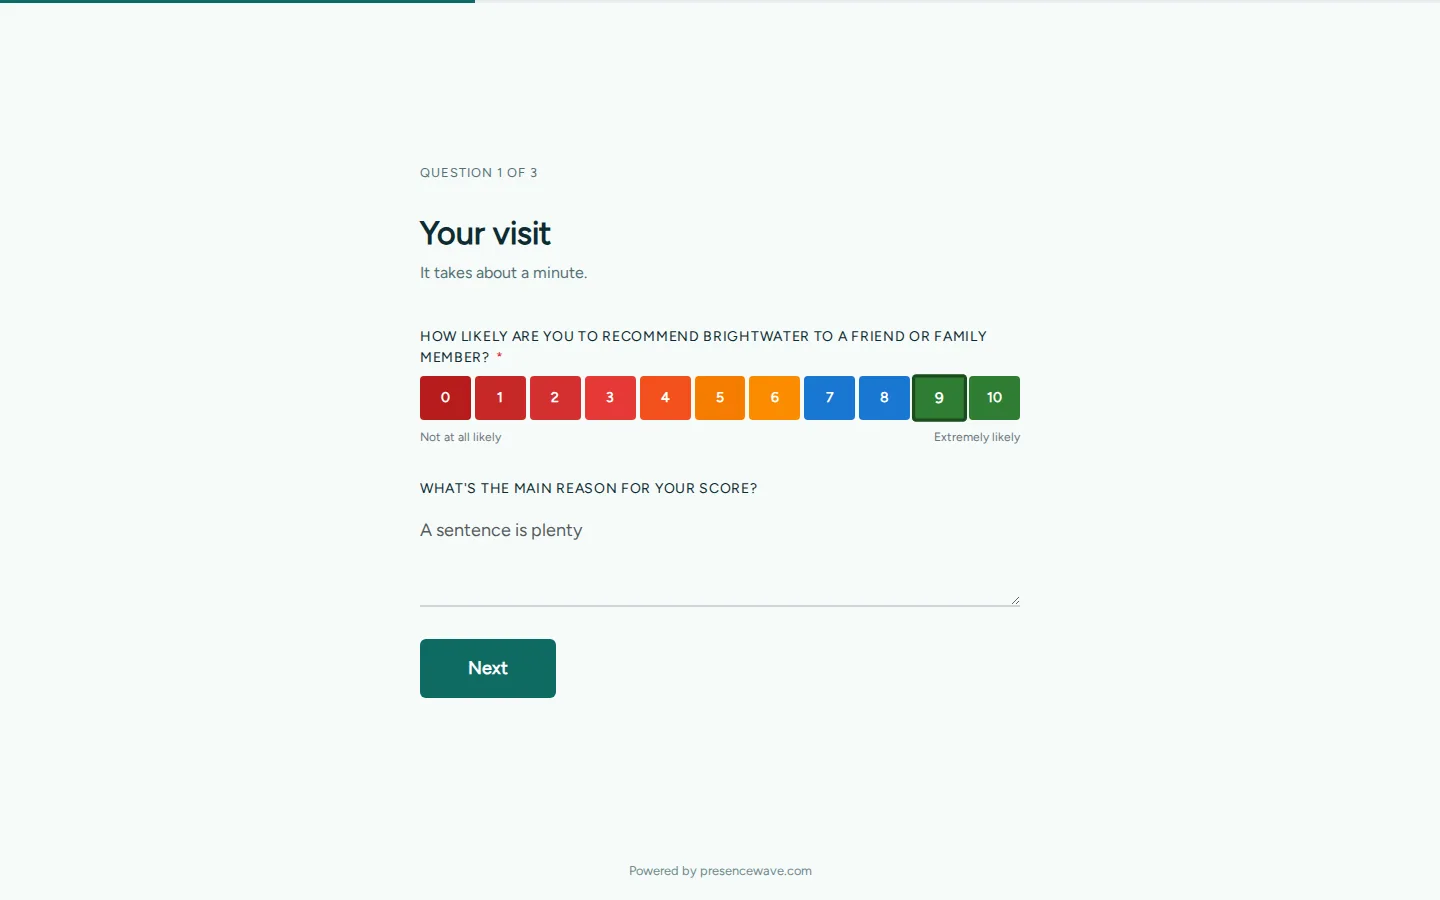 QUESTION 1 OF 3
Your visit
It takes about a minute.
HOW LIKELY ARE YOU TO RECOMMEND BRIGHTWATER TO A FRIEND OR FAMILY
MEMBER? *
0 1 2 3 4 5 6 7 8 9 10
Not at all likely Extremely likely
WHAT'S THE MAIN REASON FOR YOUR SCORE?
A sentence is plenty
Next
Powered by presencewave.com